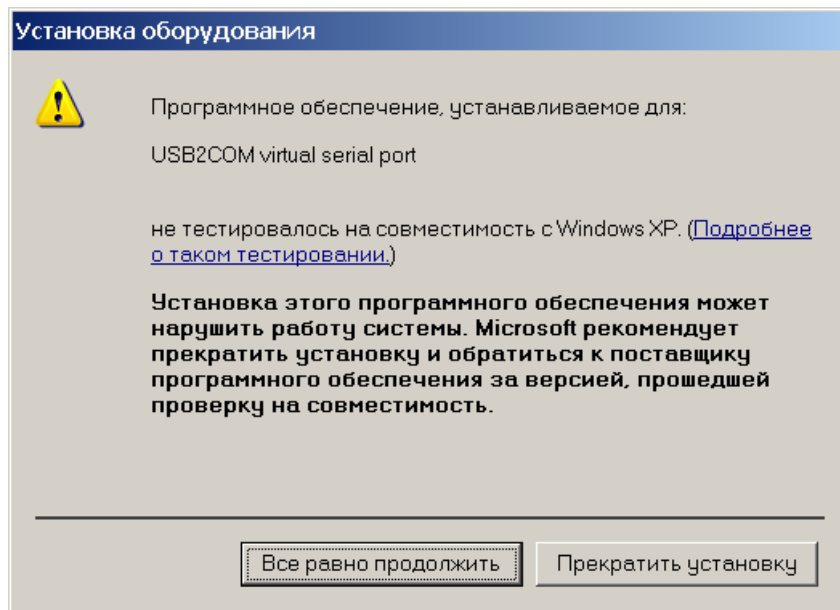 Установка оборудования
Программное обеспечение, устанавливаемое для:
USB2COM virtual serial port
не тестировалось на совместимость с Windows XP. (Подробнее
о таком тестировании.)
Установка этого программного обеспечения может
нарушить работу системы. Microsoft рекомендует
прекратить установку и обратиться к поставщику
программного обеспечения за версией, прошедшей
проверку на совместимость.
Все равно продолжить
Прекратить установку